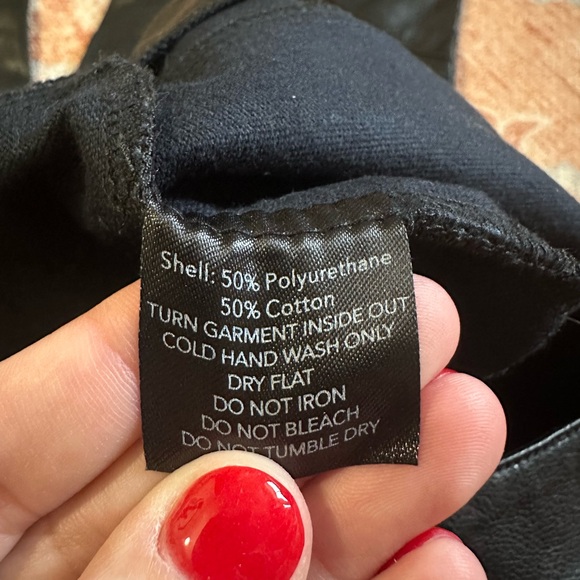 Shell: 50% Polyurethane
50% Cotton
TURN GARMENT INSIDE OUT
COLD HAND WASH ONLY
DRY FLAT
DO NOT IRON
DO NOT BLEACH
DO NOT TUMBLE DRY